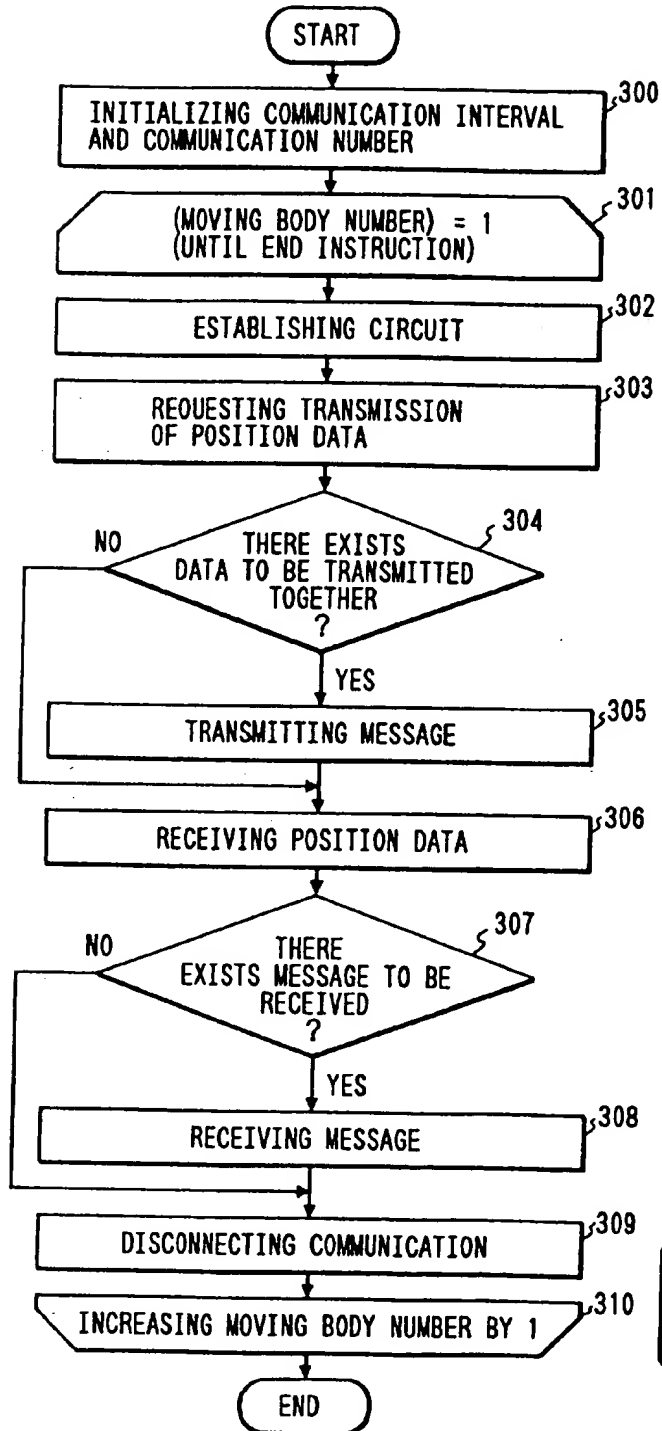 START
300
INITIALIZING COMMUNICATION INTERVAL
AND COMMUNICATION NUMBER
301
(MOVING BODY NUMBER) = 1
(UNTIL END INSTRUCTION)
302
ESTABLISHING CIRCUIT
303
REQUESTING TRANSMISSION
OF POSITION DATA
304
NO
THERE EXISTS
DATA TO BE TRANSMITTED
TOGETHER
?
YES
305
TRANSMITTING MESSAGE
306
RECEIVING POSITION DATA
307
NO
THERE
EXISTS MESSAGE TO BE
RECEIVED
?
YES
308
RECEIVING MESSAGE
309
DISCONNECTING COMMUNICATION
310
INCREASING MOVING BODY NUMBER BY 1
END